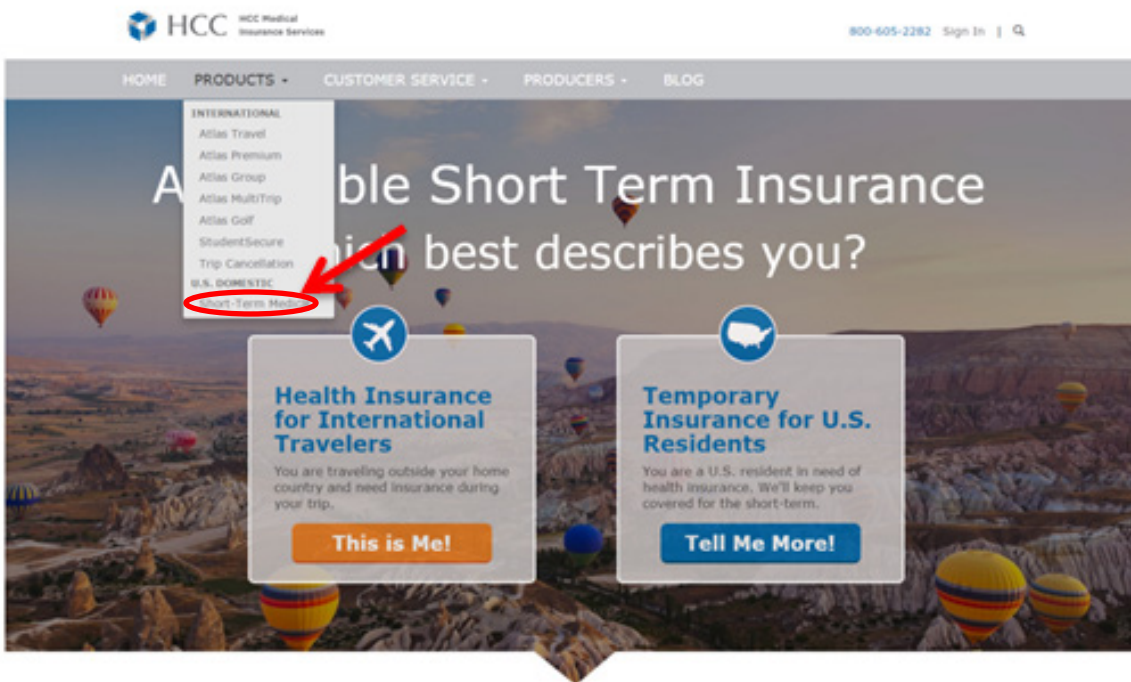 HCC HCC Medical
Insurance Services
800-605-2282 Sign In |
HOME PRODUCTS - CUSTOMER SERVICE - PRODUCERS - BLOG
INTERNATIONAL
Atlas Travel
Atlas Premium
Atlas Group
Atlas MultiTrip
Atlas Golf
StudentSecure
Trip Cancellation
U.S. DOMESTIC
Short-Term Medical
A ble Short Term Insurance
hich best describes you?
Health Insurance
for International
Travelers
You are traveling outside your home
country and need insurance during
your trip.
This is Me!
Temporary
Insurance for U.S.
Residents
You are a U.S. resident in need of
health insurance. We'll keep you
covered for the short-term.
Tell Me More!